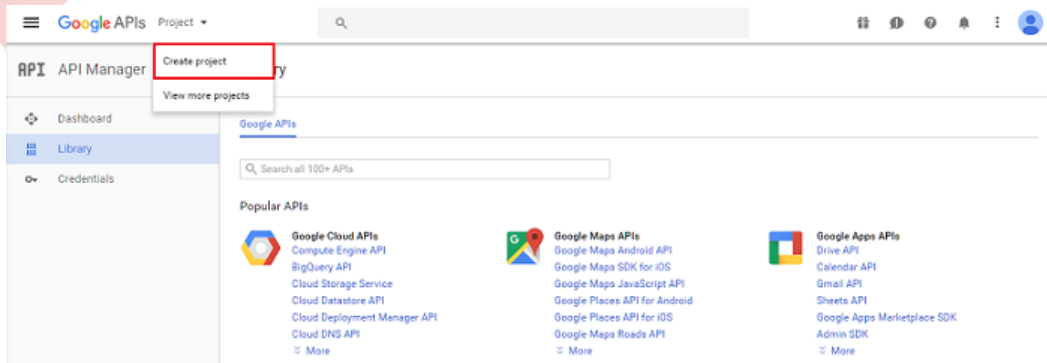 Google APIs Project
Create project
View more projects
API API Manager ry
Dashboard
Library
Credentials
Google APIs
Search all 100+ APIs
Popular APIs
Google Cloud APIs
Compute Engine API
BigQuery API
Cloud Storage Service
Cloud Datastore API
Cloud Deployment Manager API
Cloud DNS API
More
Google Maps APIs
Google Maps Android API
Google Maps SDK for iOS
Google Maps JavaScript API
Google Places API for Android
Google Places API for iOS
Google Maps Roads API
More
Google Apps APIs
Drive API
Calendar API
Gmail API
Sheets API
Google Apps Marketplace SDK
Admin SDK
More